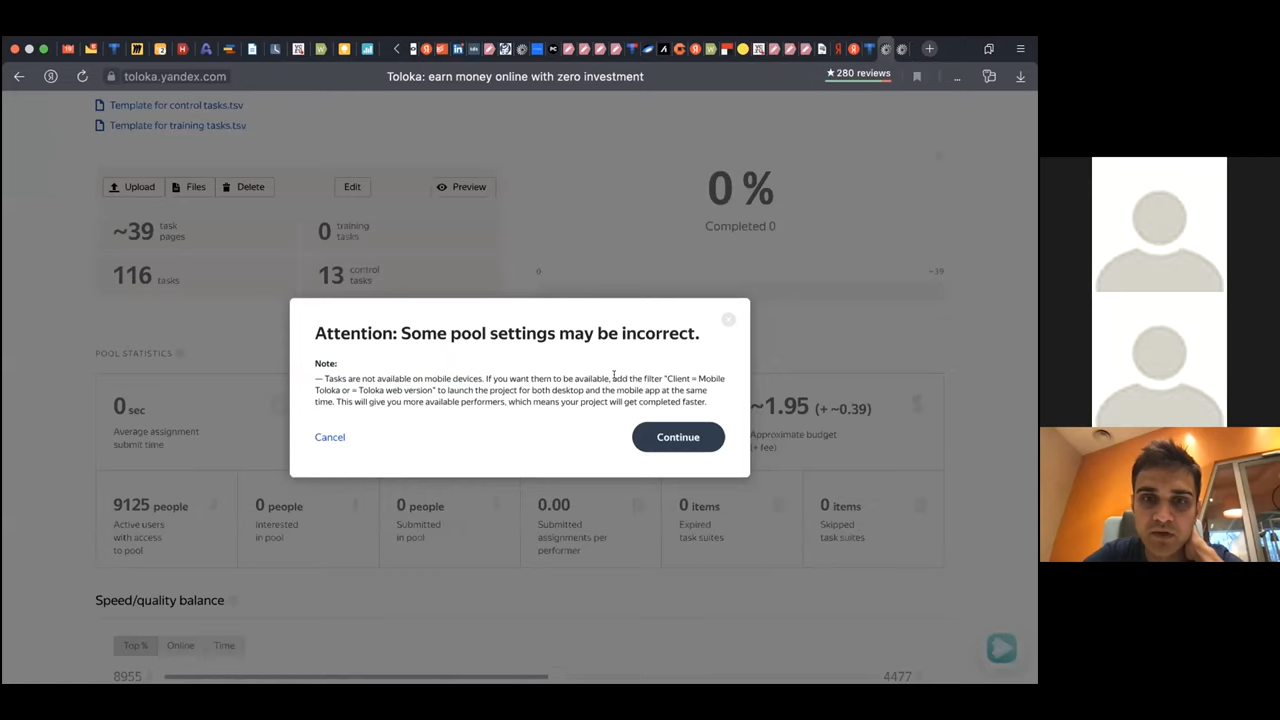 toloka.yandex.com
Toloka: earn money online with zero investment
★280 reviews
Template for control tasks.tsv
Template for training tasks.tsv
Upload
Files
Delete
Edit
Preview
~39 task pages
0 training tasks
116 tasks
13 control tasks
0 %
Completed 0
0
~39
Attention: Some pool settings may be incorrect.
Note:
— Tasks are not available on mobile devices. If you want them to be available, add the filter "Client = Mobile
Toloka or = Toloka web version" to launch the project for both desktop and the mobile app at the same
time. This will give you more available performers, which means your project will get completed faster.
Cancel
Continue
POOL STATISTICS
0 sec
Average assignment
submit time
~1.95 (+ ~0.39)
Approximate budget
(+ fee)
9125 people
Active users
with access
to pool
0 people
Interested
in pool
0 people
Submitted
in pool
0.00
Submitted
assignments per
performer
0 items
Expired
task suites
0 items
Skipped
task suites
Speed/quality balance
Top %
Online
Time
8955
4477